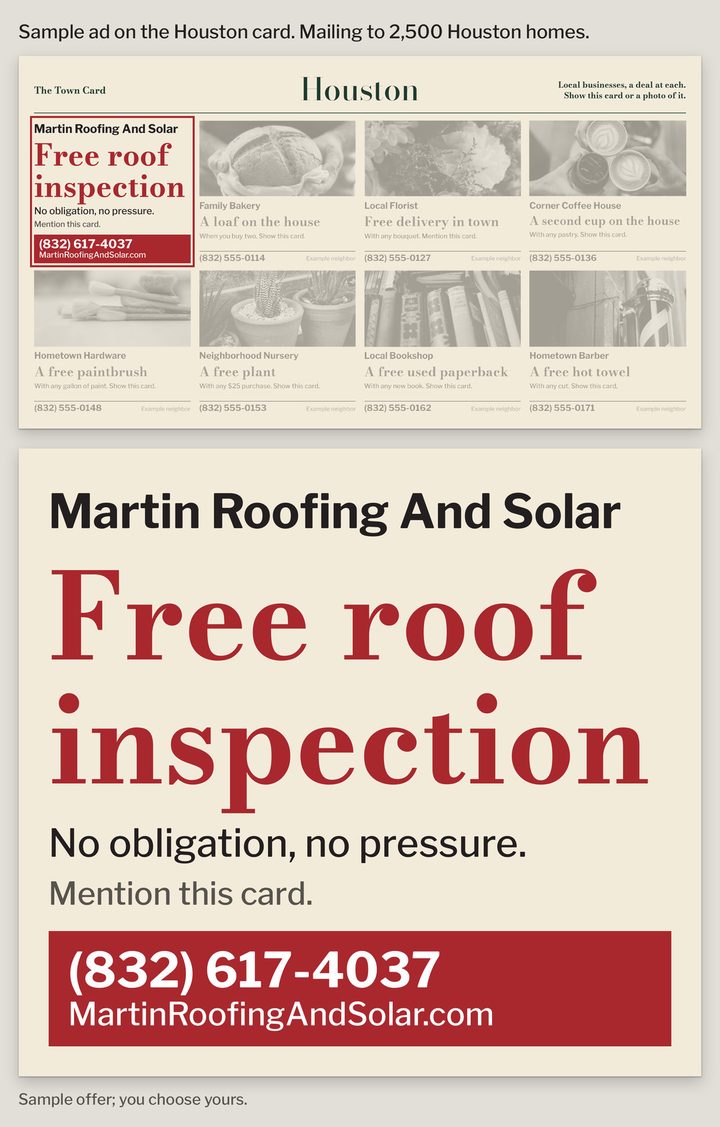 Sample ad on the Houston card. Mailing to 2,500 Houston homes.
The Town Card
Houston
Local businesses, a deal at each.
Show this card or a photo of it.
Martin Roofing And Solar
Free roof
inspection
No obligation, no pressure.
Mention this card.
(832) 617-4037
MartinRoofingAndSolar.com
Family Bakery
A loaf on the house
When you buy two. Show this card.
(832) 555-0114
Example neighbor
Local Florist
Free delivery in town
With any bouquet. Mention this card.
(832) 555-0127
Example neighbor
Corner Coffee House
A second cup on the house
With any pastry. Show this card.
(832) 555-0136
Example neighbor
Hometown Hardware
A free paintbrush
With any gallon of paint. Show this card.
(832) 555-0148
Example neighbor
Neighborhood Nursery
A free plant
With any $25 purchase. Show this card.
(832) 555-0153
Example neighbor
Local Bookshop
A free used paperback
With any new book. Show this card.
(832) 555-0162
Example neighbor
Hometown Barber
A free hot towel
With any cut. Show this card.
(832) 555-0171
Example neighbor
Martin Roofing And Solar
Free roof
inspection
No obligation, no pressure.
Mention this card.
(832) 617-4037
MartinRoofingAndSolar.com
Sample offer; you choose yours.